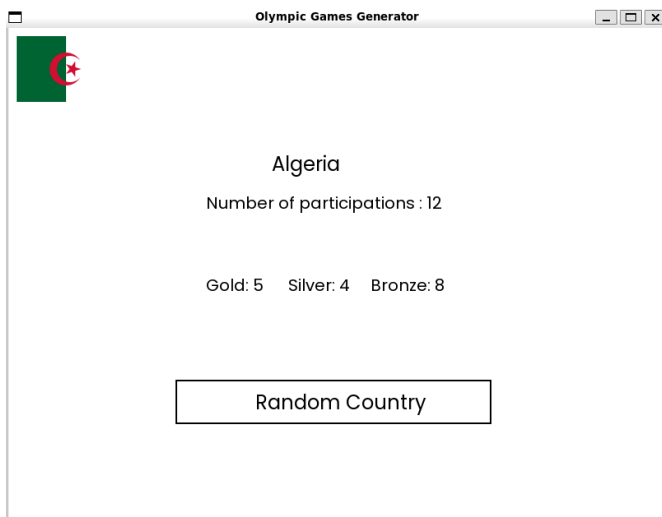 Olympic Games Generator
Algeria
Number of participations : 12
Gold: 5 Silver: 4 Bronze: 8
Random Country